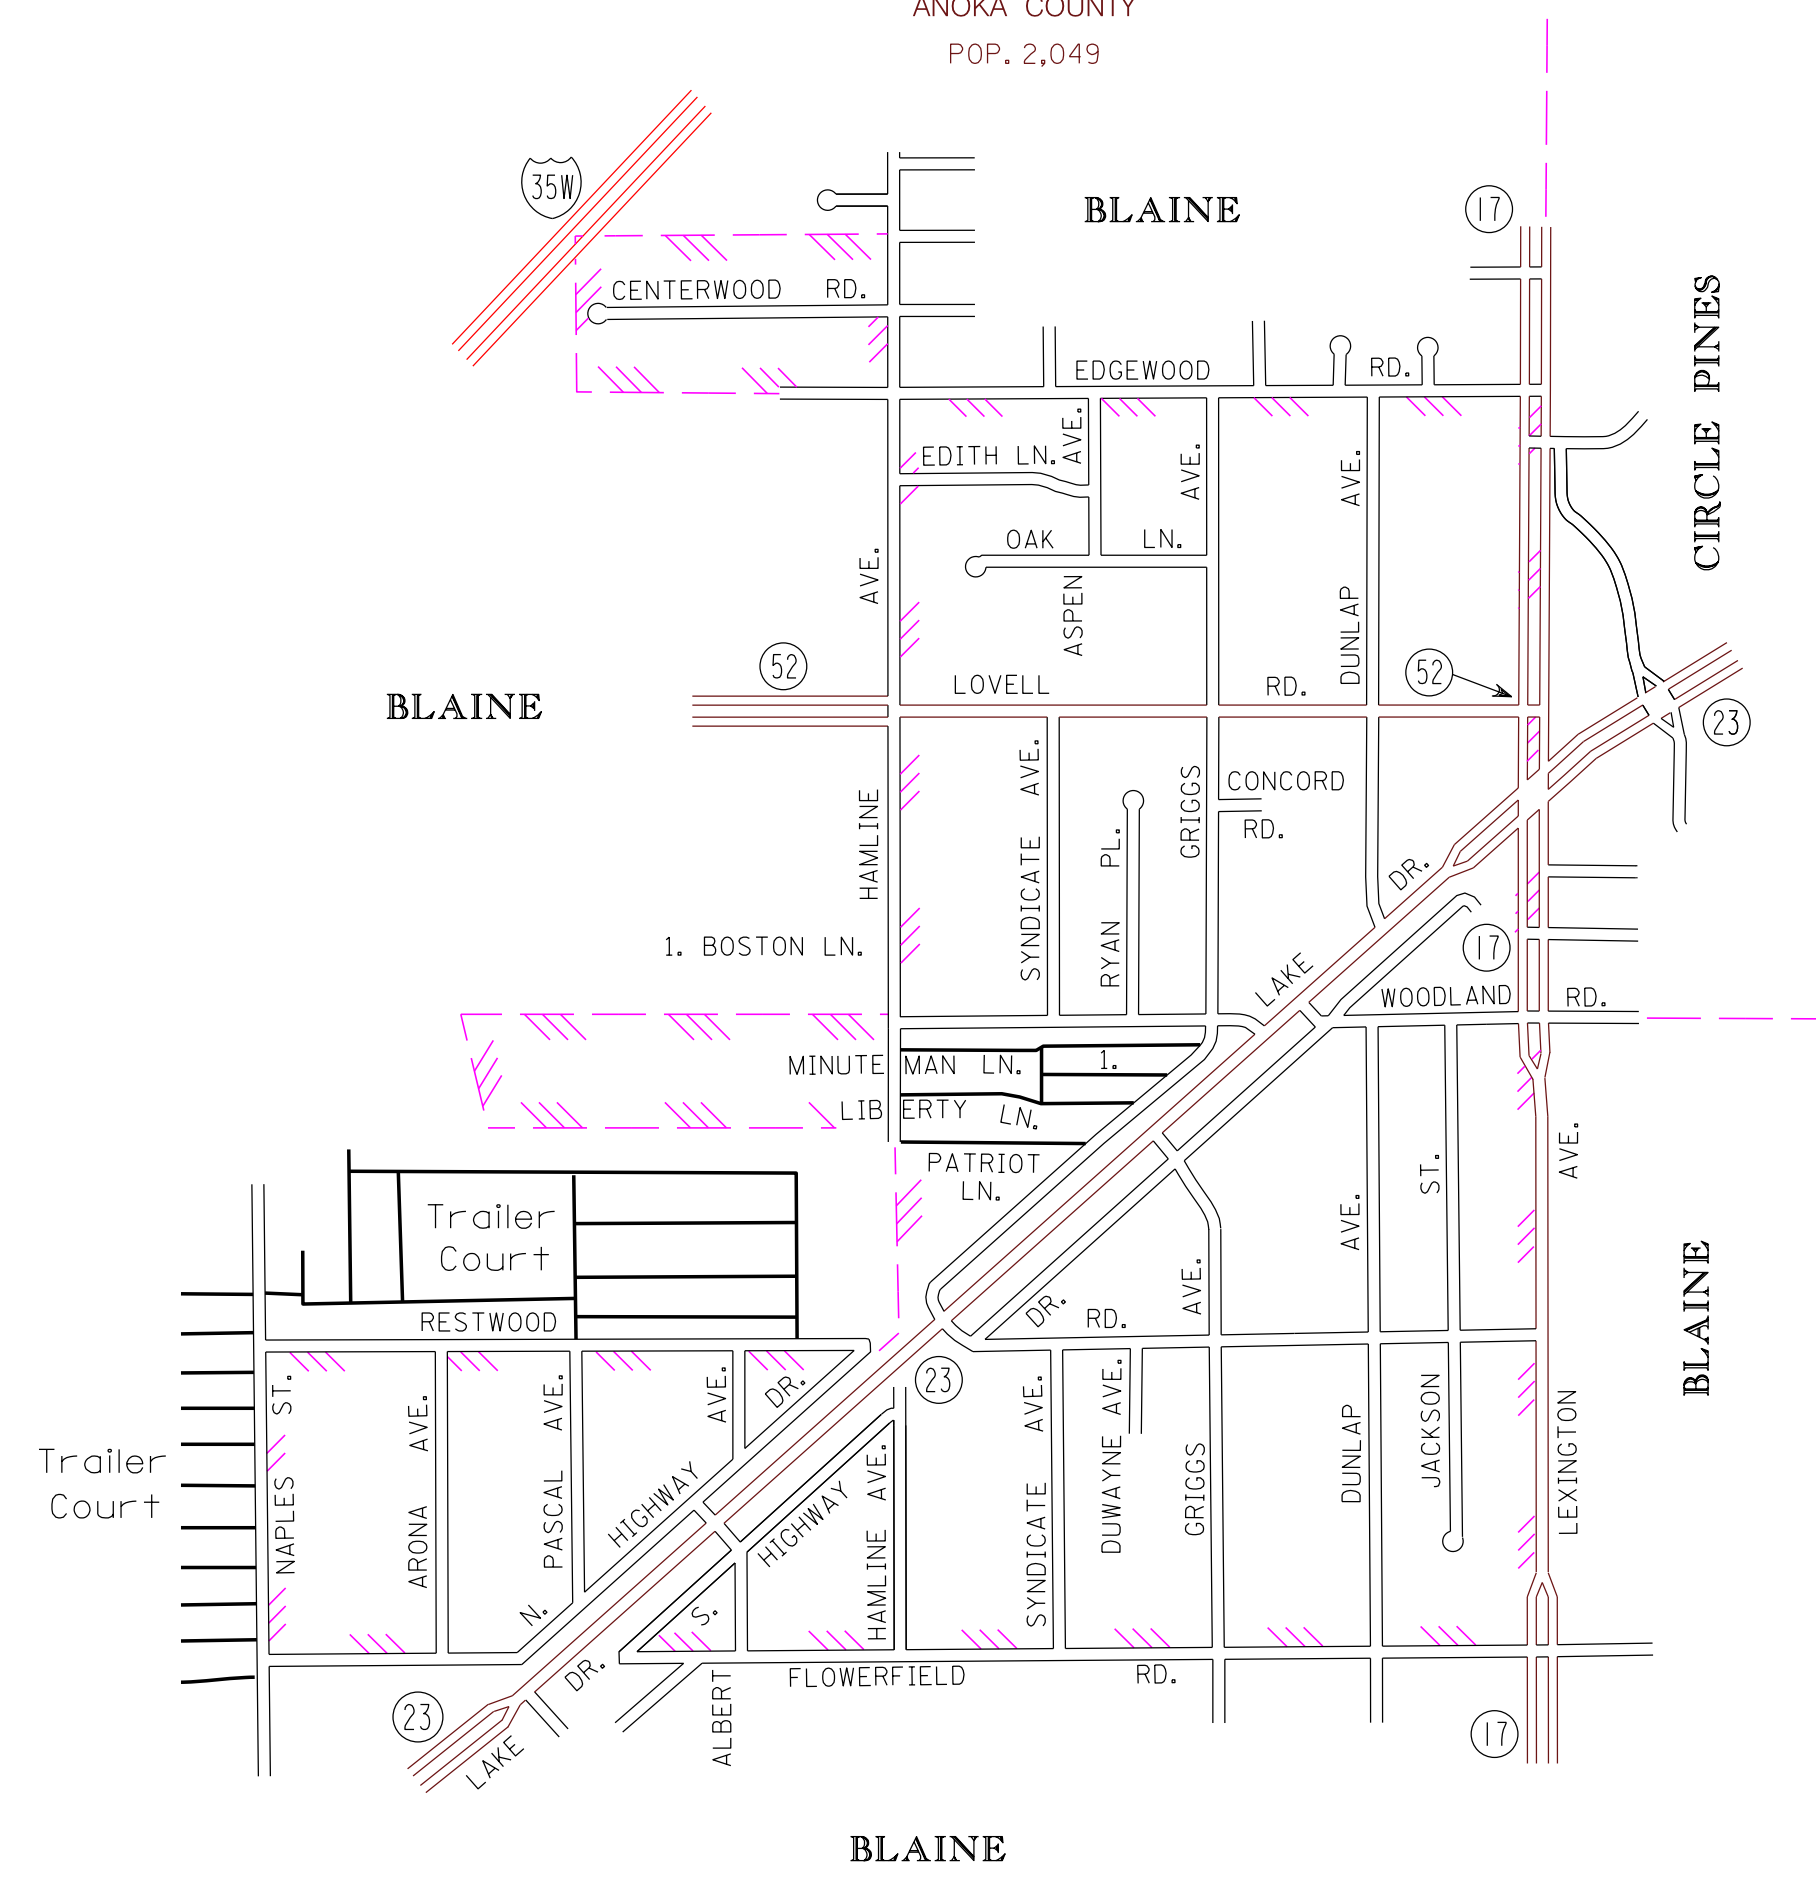 ANOKA COUNTY
POP. 2,049
35W
BLAINE
17
CENTERWOOD RD.
CIRCLE PINES
EDGEWOOD RD.
EDITH LN.
ASPEN AVE.
GRIGGS AVE.
DUNLAP AVE.
OAK LN.
HAMLINE AVE.
52
LOVELL RD.
52
BLAINE
23
SYNDICATE AVE.
RYAN PL.
CONCORD
RD.
LAKE DR.
1. BOSTON LN.
17
WOODLAND RD.
MINUTE MAN LN.
1.
LIBERTY LN.
PATRIOT
LN.
Trailer
Court
RESTWOOD RD.
DR.
GRIGGS AVE.
DUNLAP AVE.
JACKSON ST.
LEXINGTON AVE.
BLAINE
23
Trailer
Court
NAPLES ST.
ARONA AVE.
PASCAL AVE.
AVE.
N. HIGHWAY DR.
S. HIGHWAY
HAMLINE AVE.
SYNDICATE AVE.
DUWAYNE AVE.
FLOWERFIELD RD.
ALBERT
23
LAKE DR.
17
BLAINE